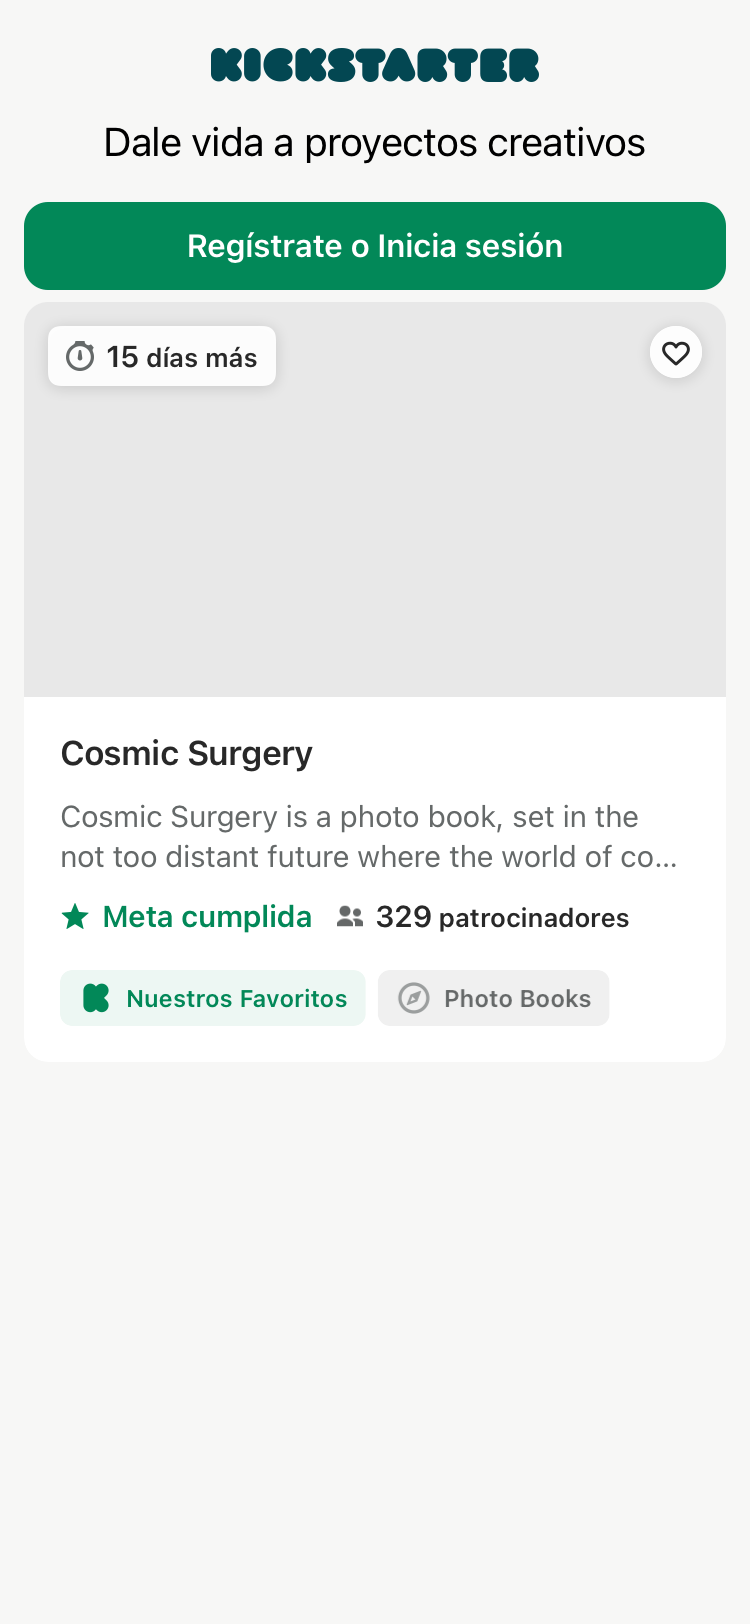 KICKSTARTER
Dale vida a proyectos creativos
Regístrate o Inicia sesión
15 días más
Cosmic Surgery
Cosmic Surgery is a photo book, set in the
not too distant future where the world of co...
Meta cumplida 329 patrocinadores
Nuestros Favoritos Photo Books